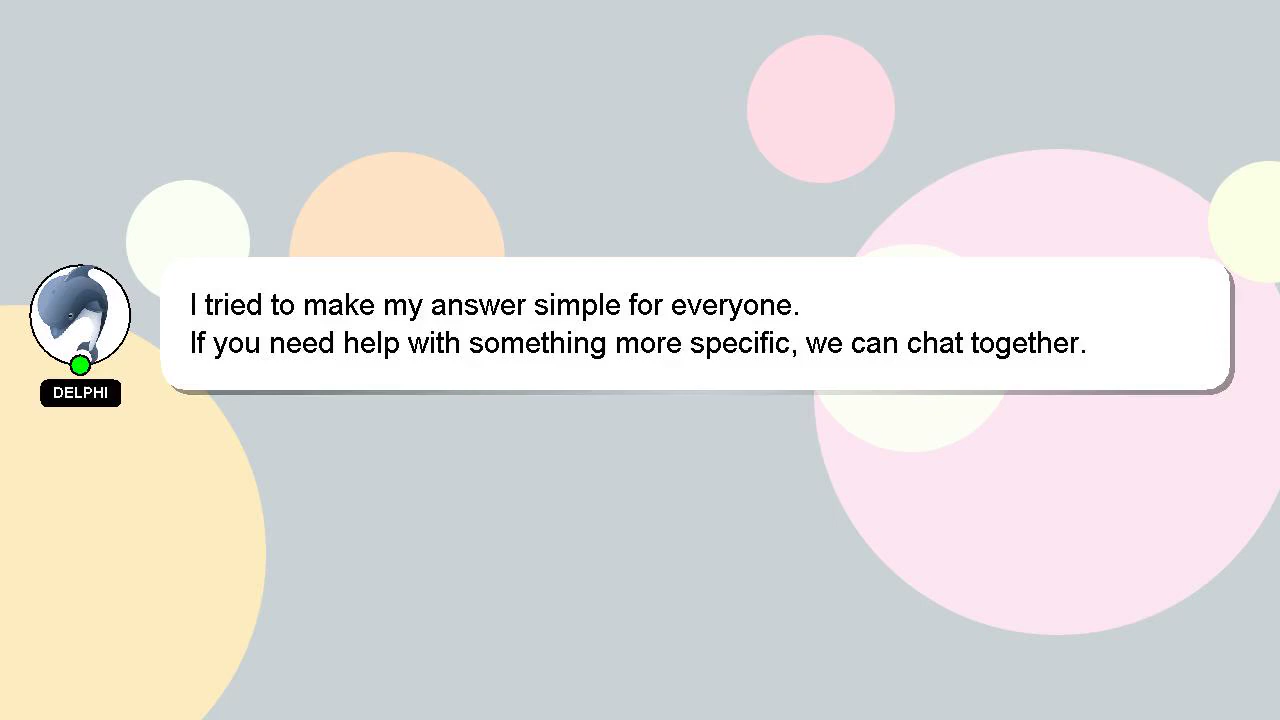 I tried to make my answer simple for everyone.
If you need help with something more specific, we can chat together.
DELPHI